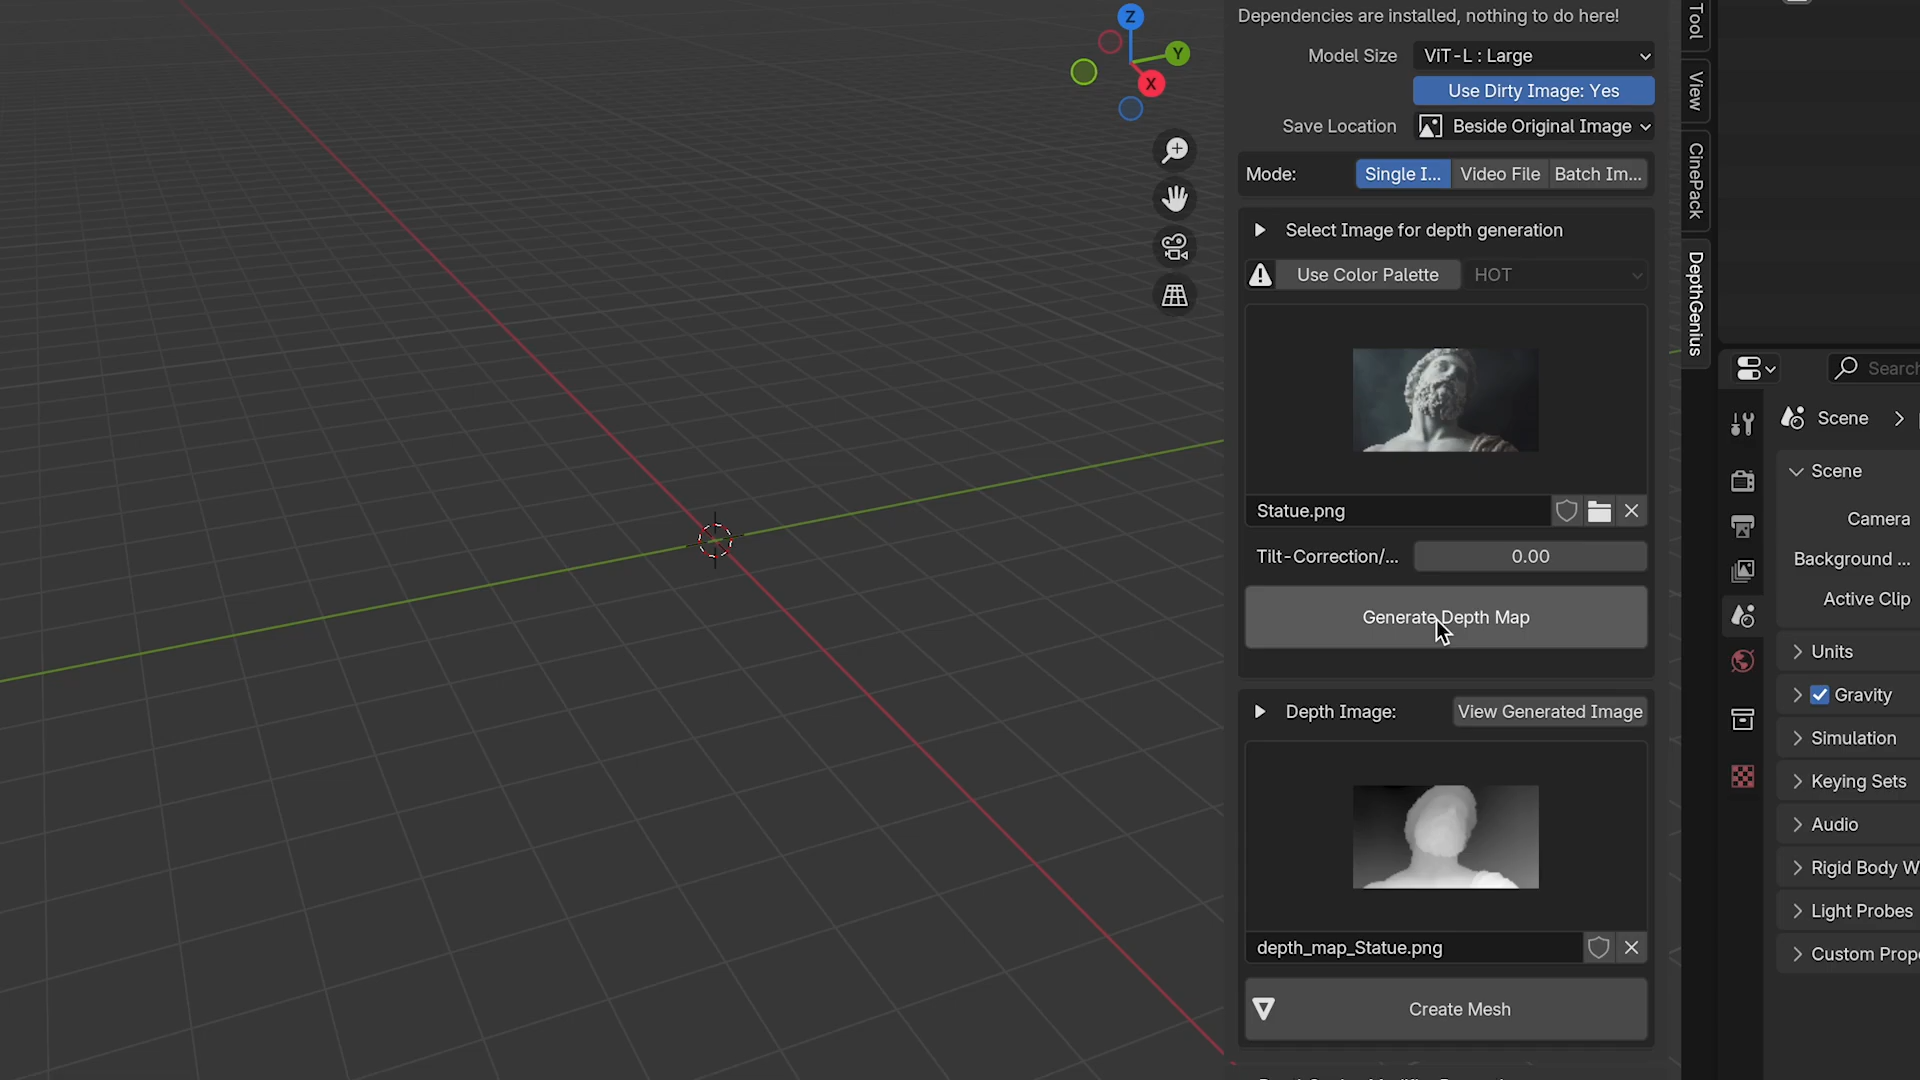 Dependencies are installed, nothing to do here!
Model Size ViT-L : Large
Use Dirty Image: Yes
Save Location Beside Original Image
Mode: Single I... Video File Batch Im...
Select Image for depth generation
Use Color Palette HOT
Statue.png
Tilt-Correction/... 0.00
Generate Depth Map
Depth Image: View Generated Image
depth_map_Statue.png
Create Mesh
Z
Y
X
Tool
View
CinePack
DepthGenius
Search
Scene
Scene
Camera
Background ...
Active Clip
Units
Gravity
Simulation
Keying Sets
Audio
Rigid Body W
Light Probes
Custom Prop